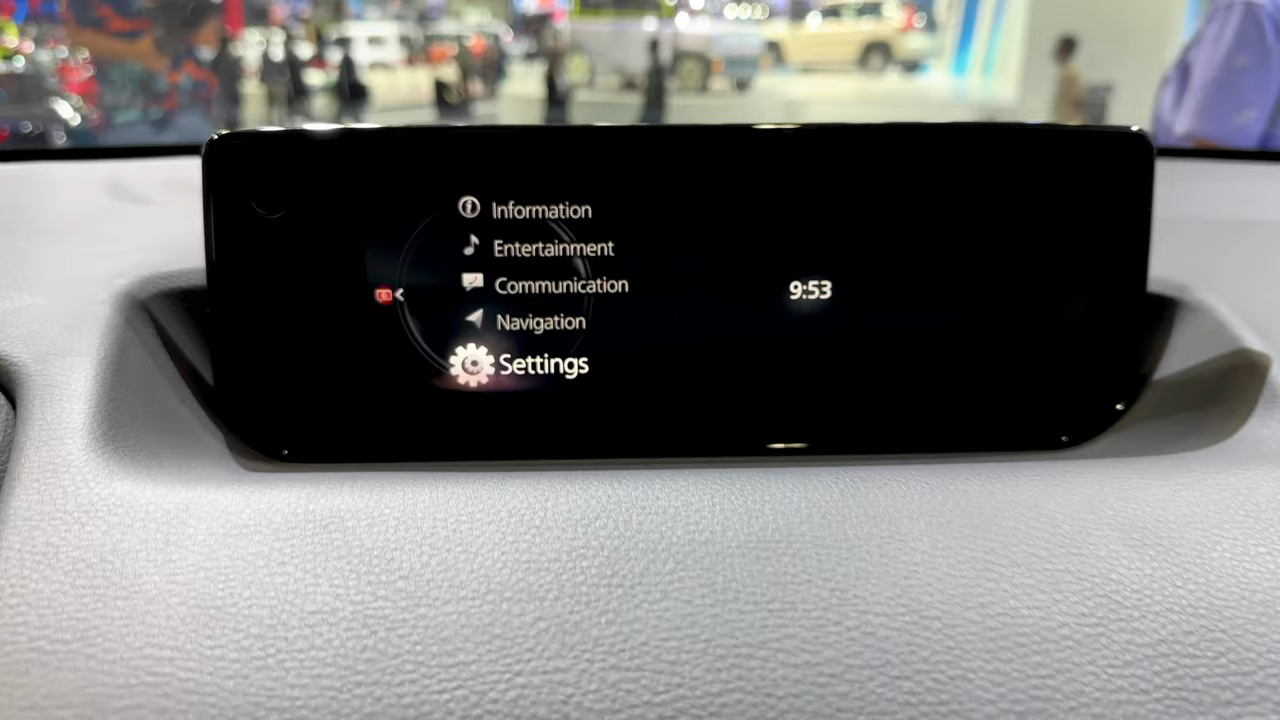 Information
Entertainment
Communication
9:53
Navigation
Settings